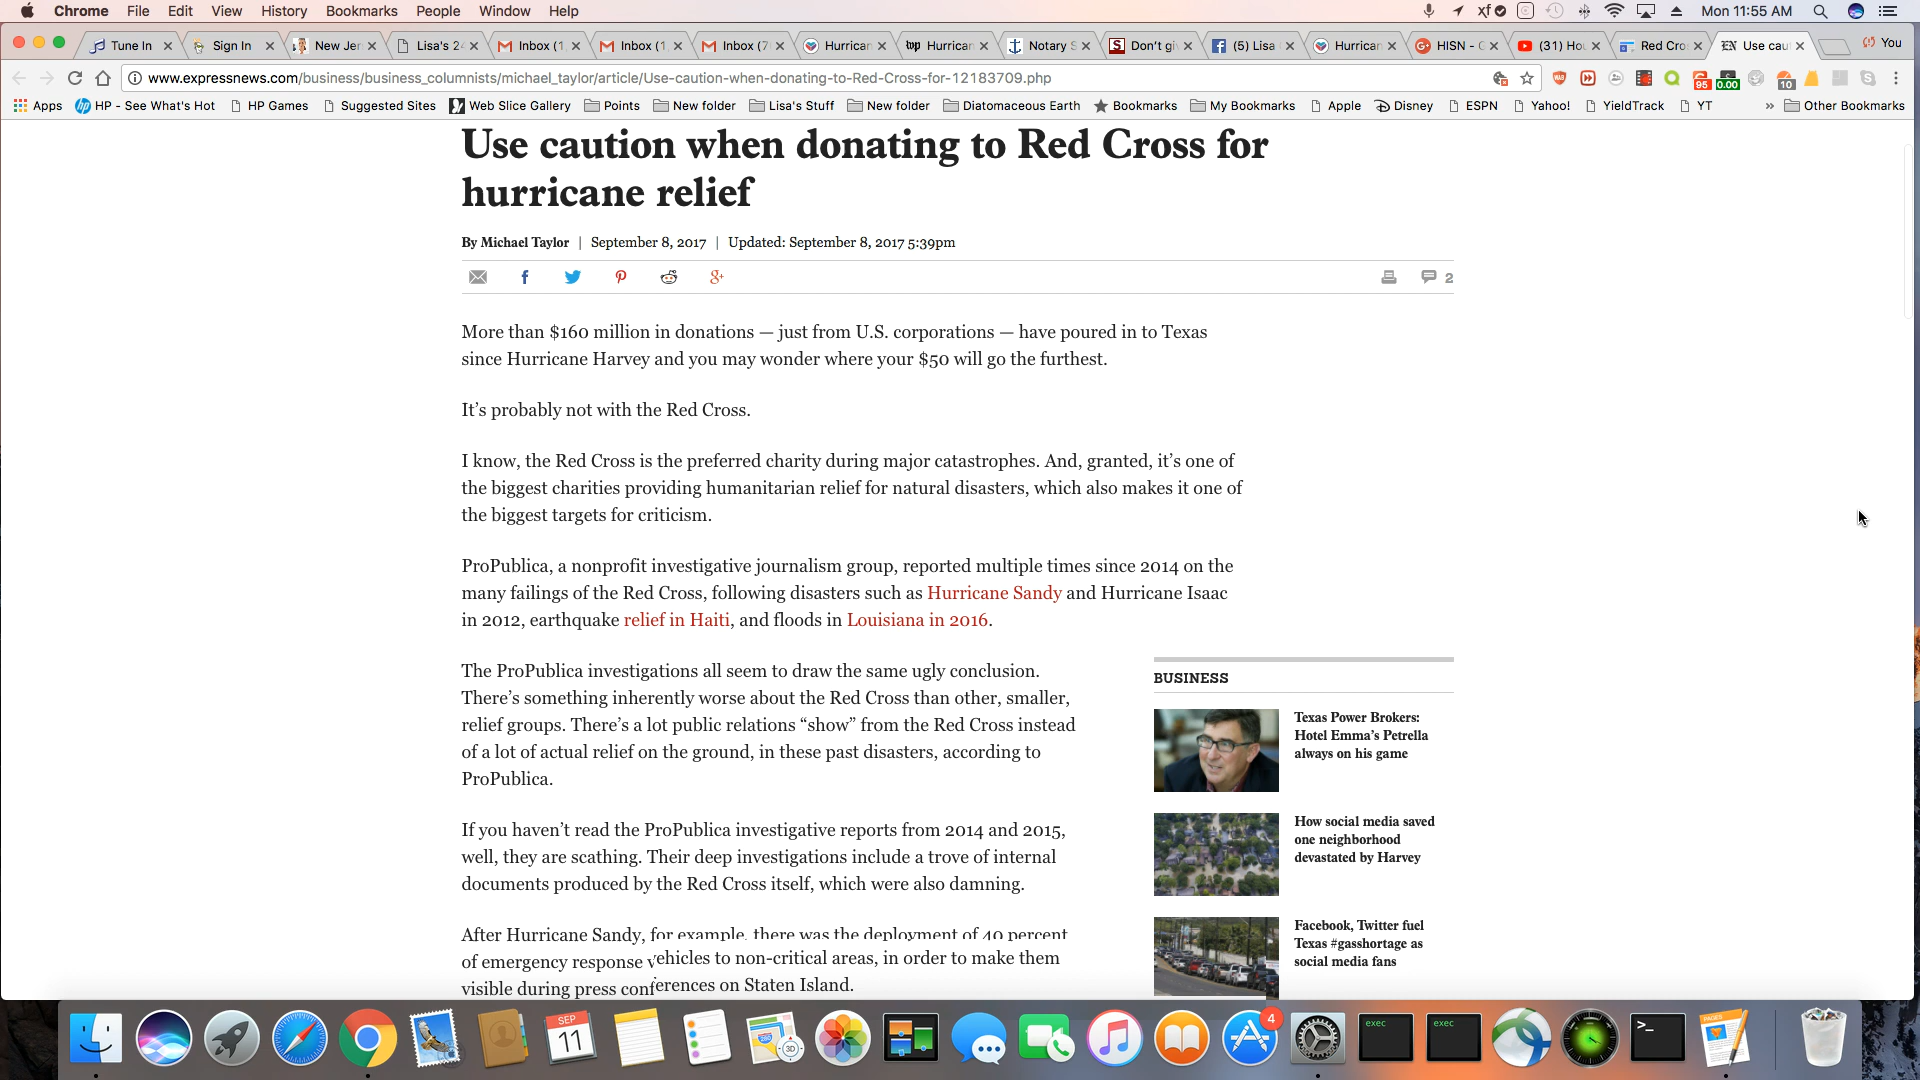 Chrome File Edit View History Bookmarks People Window Help Mon 11:55 AM
Tune In Sign In New Jer Lisa's 24 Inbox (1 Inbox (1 Inbox (7 Hurrican Hurrican Notary S Don't gi (5) Lisa Hurrican HISN - G (31) Hou Red Cro Use cau You
www.expressnews.com/business/business_columnists/michael_taylor/article/Use-caution-when-donating-to-Red-Cross-for-12183709.php 95 0.00 10
Apps HP - See What's Hot HP Games Suggested Sites Web Slice Gallery Points New folder Lisa's Stuff New folder Diatomaceous Earth Bookmarks My Bookmarks Apple Disney ESPN Yahoo! YieldTrack YT » Other Bookmarks
Use caution when donating to Red Cross for
hurricane relief
By Michael Taylor | September 8, 2017 | Updated: September 8, 2017 5:39pm
2
More than $160 million in donations — just from U.S. corporations — have poured in to Texas
since Hurricane Harvey and you may wonder where your $50 will go the furthest.
It's probably not with the Red Cross.
I know, the Red Cross is the preferred charity during major catastrophes. And, granted, it's one of
the biggest charities providing humanitarian relief for natural disasters, which also makes it one of
the biggest targets for criticism.
ProPublica, a nonprofit investigative journalism group, reported multiple times since 2014 on the
many failings of the Red Cross, following disasters such as Hurricane Sandy and Hurricane Isaac
in 2012, earthquake relief in Haiti, and floods in Louisiana in 2016.
The ProPublica investigations all seem to draw the same ugly conclusion.
There's something inherently worse about the Red Cross than other, smaller,
relief groups. There's a lot public relations “show” from the Red Cross instead
of a lot of actual relief on the ground, in these past disasters, according to
ProPublica.
If you haven't read the ProPublica investigative reports from 2014 and 2015,
well, they are scathing. Their deep investigations include a trove of internal
documents produced by the Red Cross itself, which were also damning.
After Hurricane Sandy, for example, there was the deployment of 40 percent
of emergency response vehicles to non-critical areas, in order to make them
visible during press conferences on Staten Island.
BUSINESS
Texas Power Brokers:
Hotel Emma's Petrella
always on his game
How social media saved
one neighborhood
devastated by Harvey
Facebook, Twitter fuel
Texas #gasshortage as
social media fans
SEP
11
3D
4
exec
exec
>_
PAGES